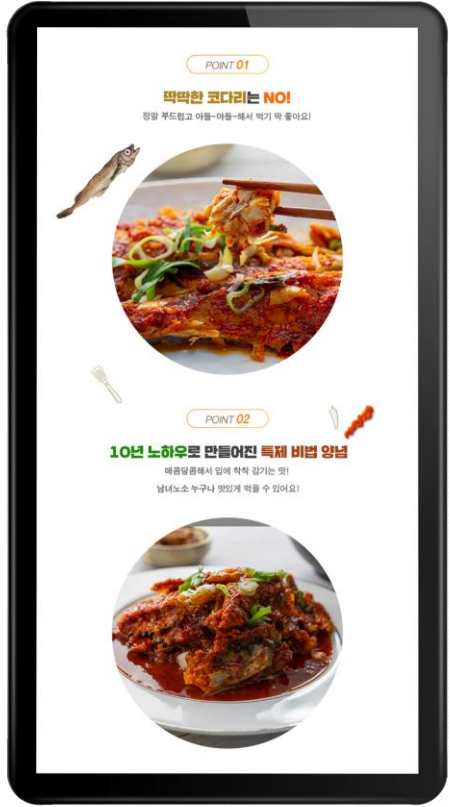 POINT 01
딱딱한 코다리는 NO!
정말 부드럽고 야들~야들~해서 먹기 딱 좋아요!
POINT 02
10년 노하우로 만들어진 특제 비법 양념
매콤달콤해서 입에 착착 감기는 맛!
남녀노소 누구나 맛있게 먹을 수 있어요!